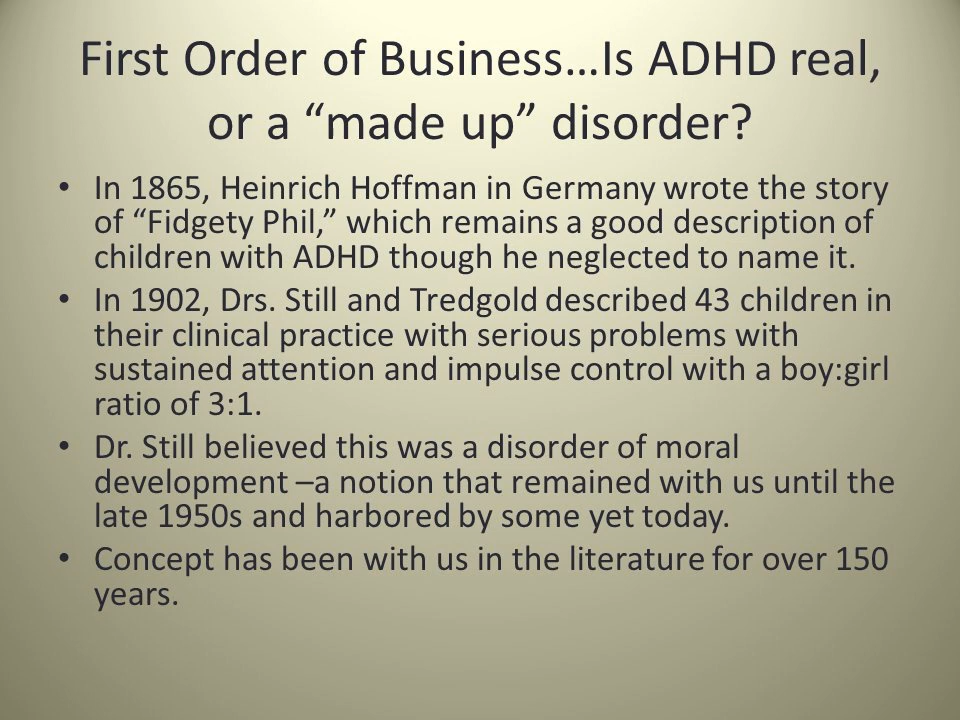 First Order of Business…Is ADHD real,
or a “made up” disorder?
• In 1865, Heinrich Hoffman in Germany wrote the story
of “Fidgety Phil,” which remains a good description of
children with ADHD though he neglected to name it.
• In 1902, Drs. Still and Tredgold described 43 children in
their clinical practice with serious problems with
sustained attention and impulse control with a boy:girl
ratio of 3:1.
• Dr. Still believed this was a disorder of moral
development –a notion that remained with us until the
late 1950s and harbored by some yet today.
• Concept has been with us in the literature for over 150
years.